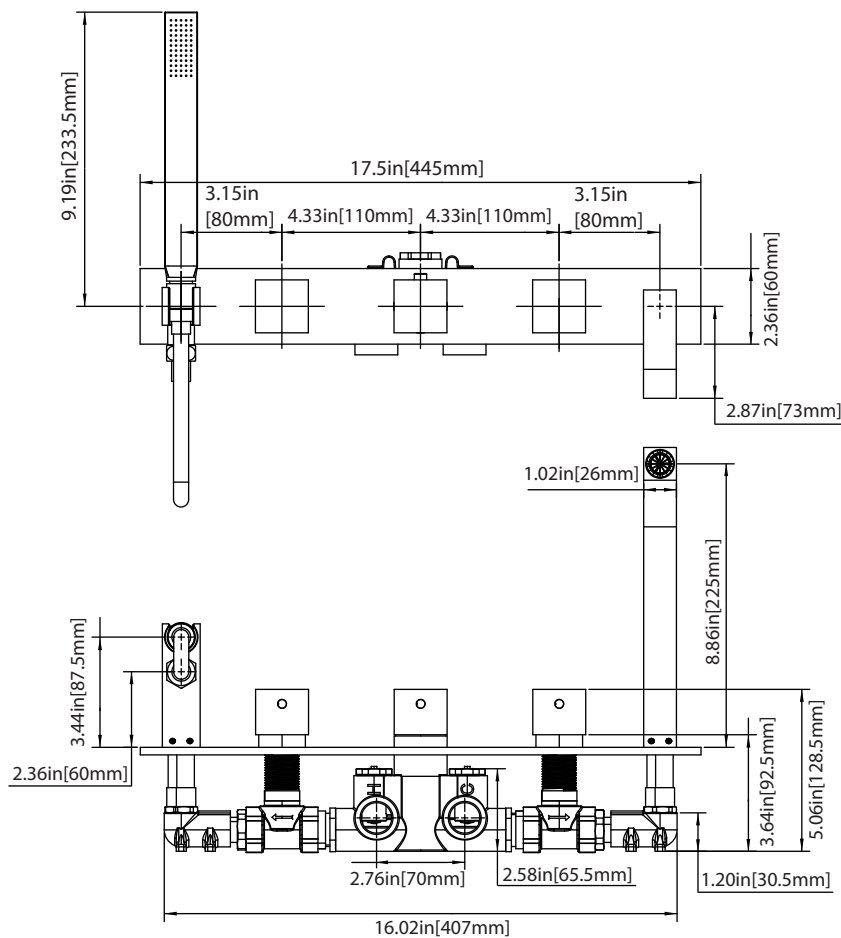 9.19in[233.5mm]
17.5in[445mm]
3.15in
[80mm]
4.33in[110mm]
4.33in[110mm]
3.15in
[80mm]
2.36in[60mm]
2.87in[73mm]
1.02in[26mm]
8.86in[225mm]
3.44in[87.5mm]
2.36in[60mm]
H
C
3.64in[92.5mm]
5.06in[128.5mm]
2.76in[70mm]
2.58in[65.5mm]
1.20in[30.5mm]
16.02in[407mm]